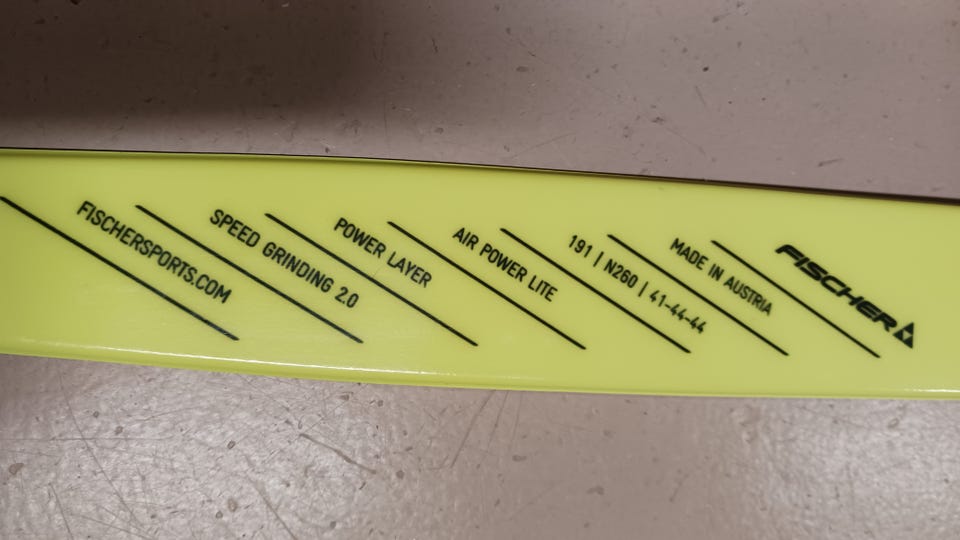 FISCHERSPORTS.COM
SPEED GRINDING 2.0
POWER LAYER
AIR POWER LITE
191 | N260 | 41-44-44
MADE IN AUSTRIA
FISCHER